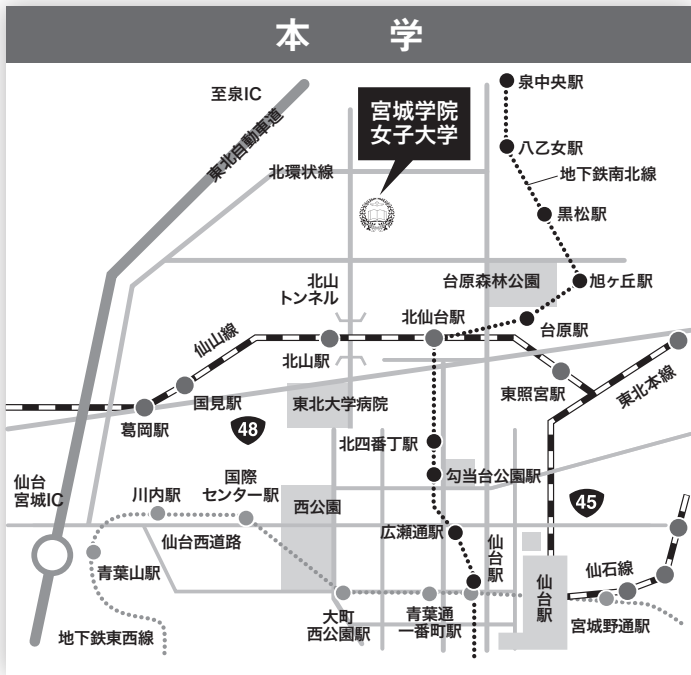 本 学
至泉IC
東北自動車道
北環状線
宮城学院
女子大学
泉中央駅
八乙女駅
地下鉄南北線
黒松駅
旭ヶ丘駅
台原森林公園
台原駅
北山
トンネル
北仙台駅
仙山線
北山駅
東照宮駅
東北本線
国見駅
葛岡駅
48
東北大学病院
北四番丁駅
勾当台公園駅
45
仙台
宮城IC
川内駅
国際
センター駅
西公園
仙台西道路
広瀬通駅
仙台駅
青葉山駅
地下鉄東西線
大町
西公園駅
青葉通
一番町駅
仙台駅
仙石線
宮城野通駅